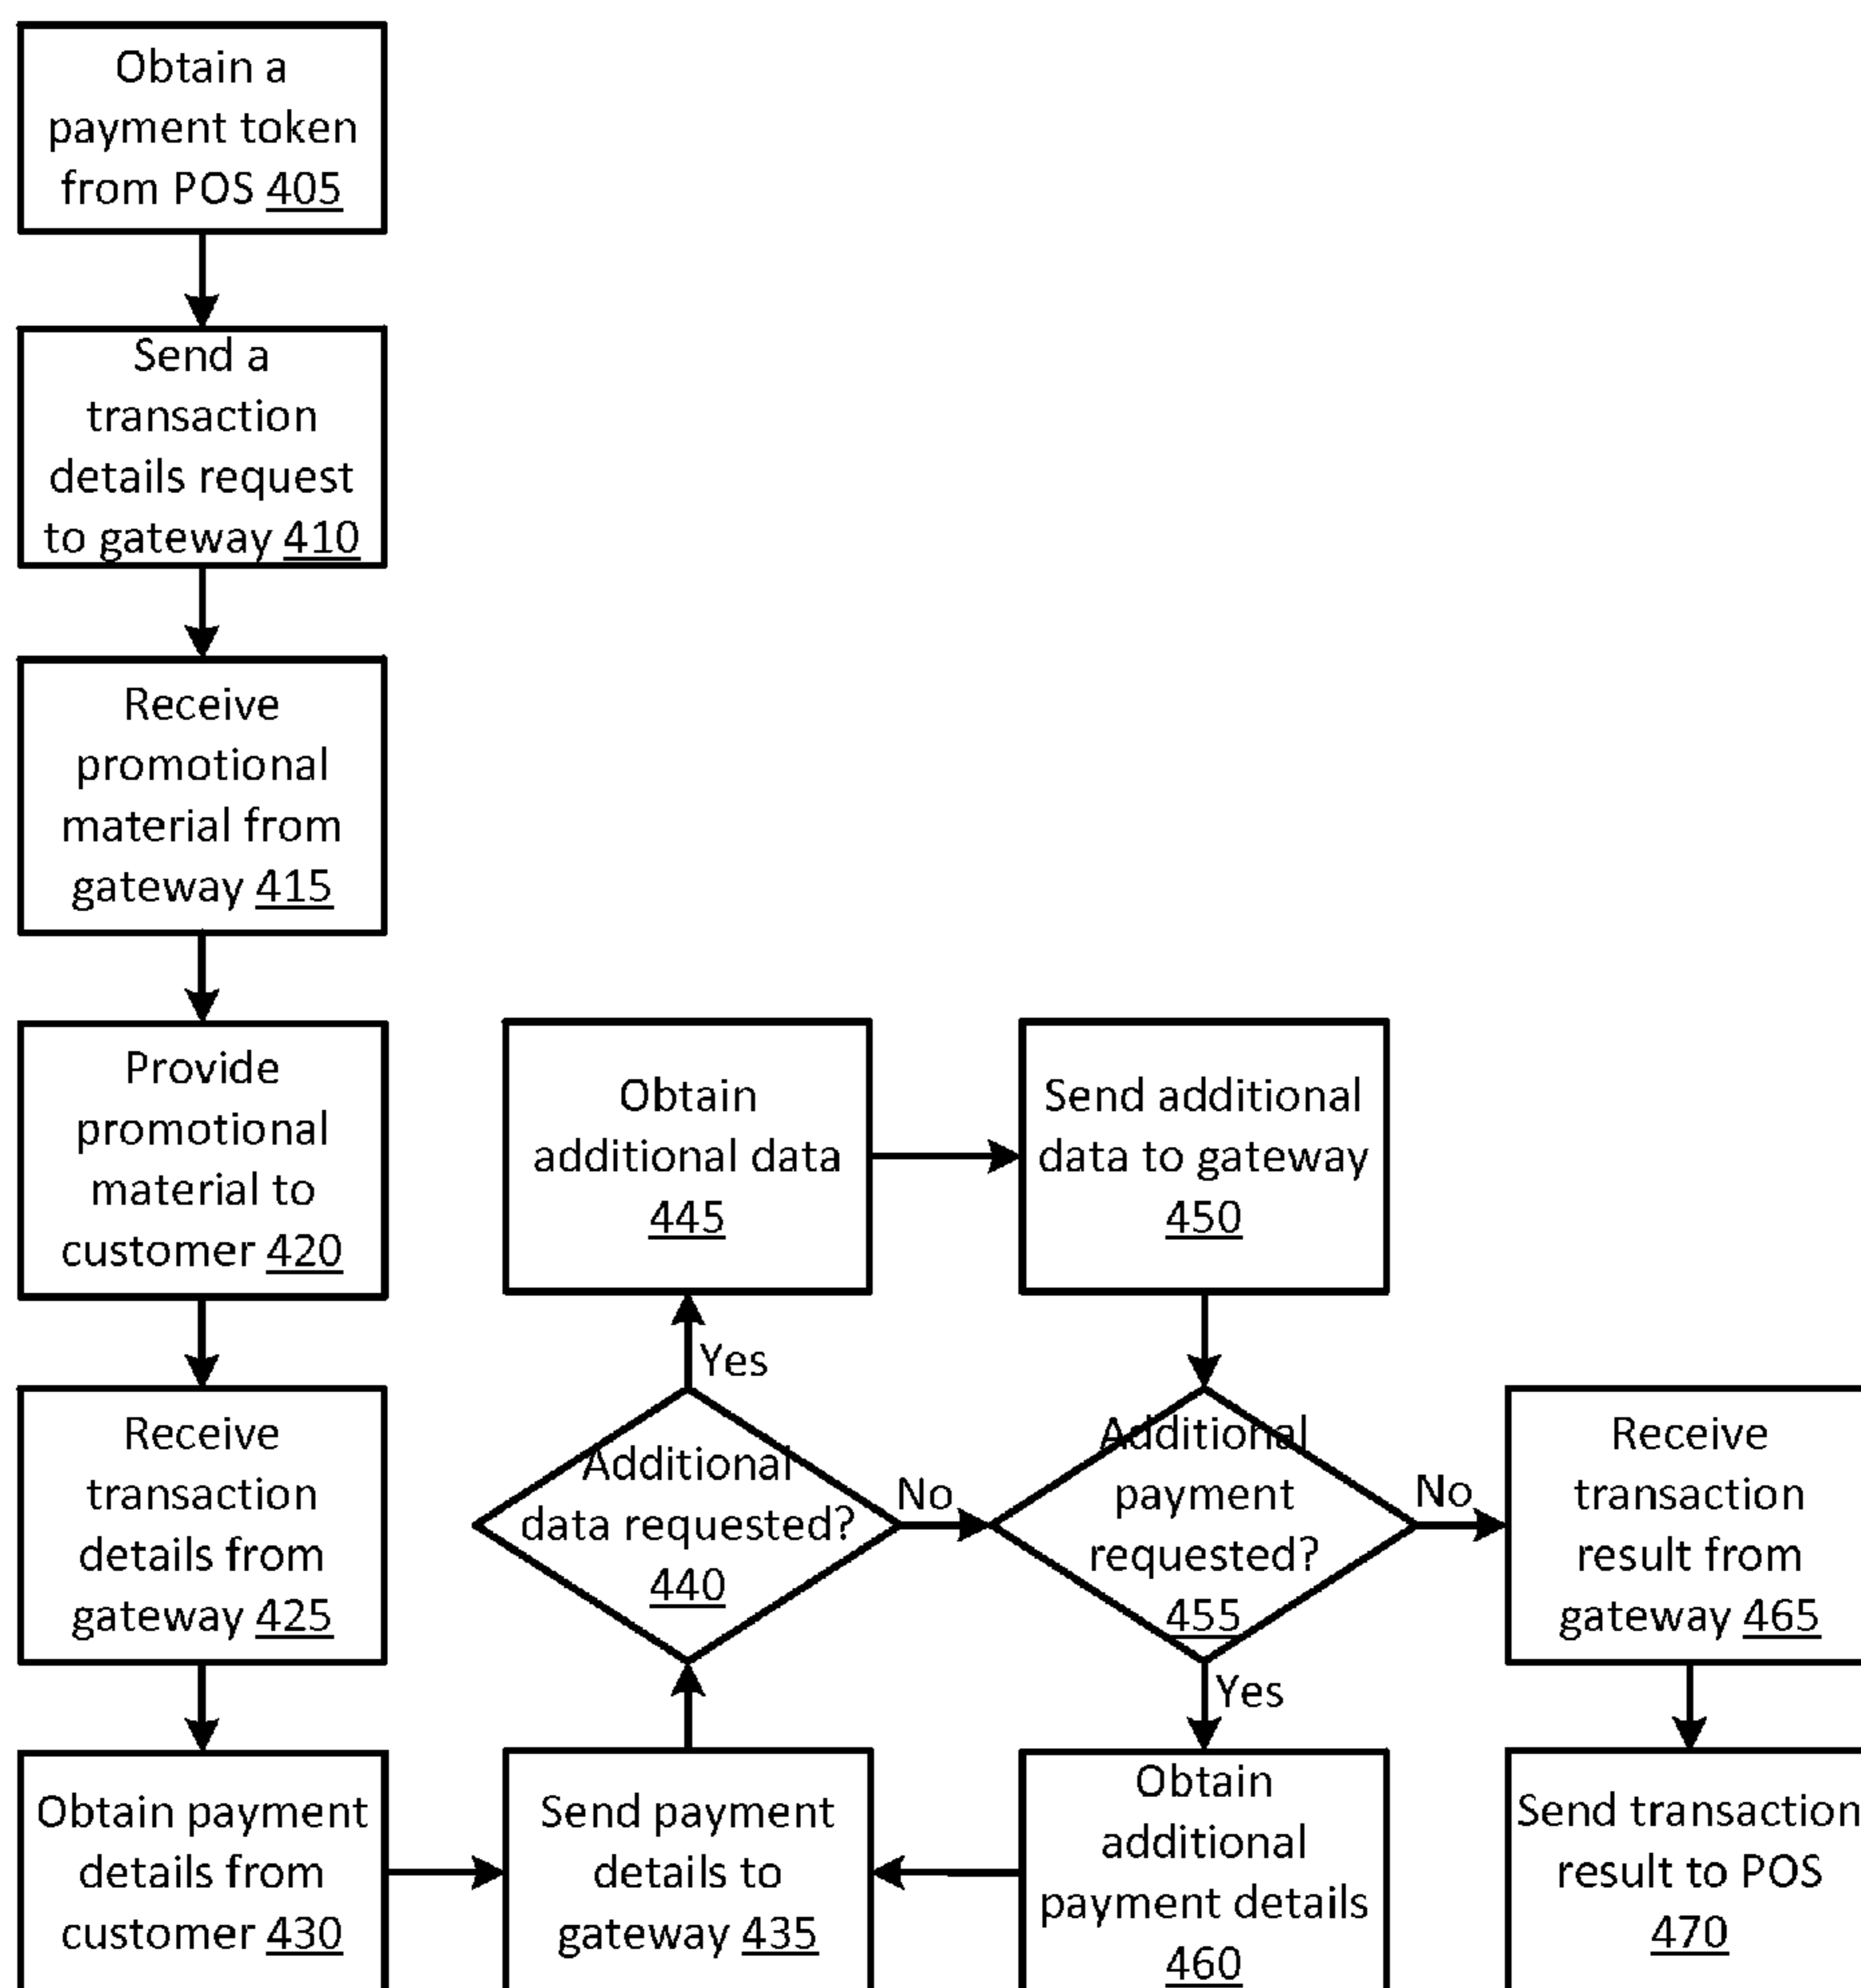 Obtain a
payment token
from POS 405
Send a
transaction
details request
to gateway 410
Receive
promotional
material from
gateway 415
Provide
promotional
material to
customer 420
Receive
transaction
details from
gateway 425
Obtain payment
details from
customer 430
Send payment
details to
gateway 435
Additional
data requested?
440
Yes
No
Obtain
additional data
445
Send additional
data to gateway
450
Additional
payment
requested?
455
Yes
No
Obtain
additional
payment details
460
Receive
transaction
result from
gateway 465
Send transaction
result to POS
470